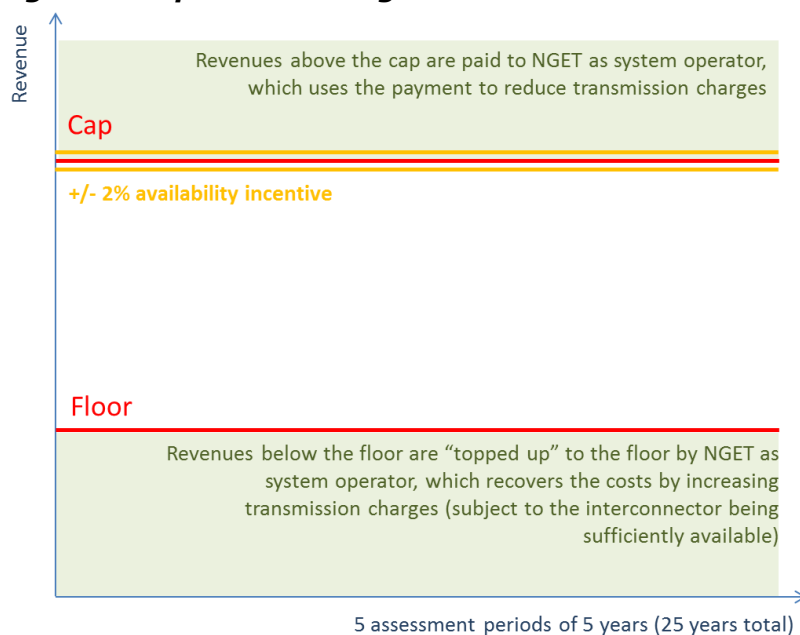 Revenue
Revenues above the cap are paid to NGET as system operator,
which uses the payment to reduce transmission charges
Cap
+/- 2% availability incentive
Floor
Revenues below the floor are “topped up” to the floor by NGET as
system operator, which recovers the costs by increasing
transmission charges (subject to the interconnector being
sufficiently available)
5 assessment periods of 5 years (25 years total)